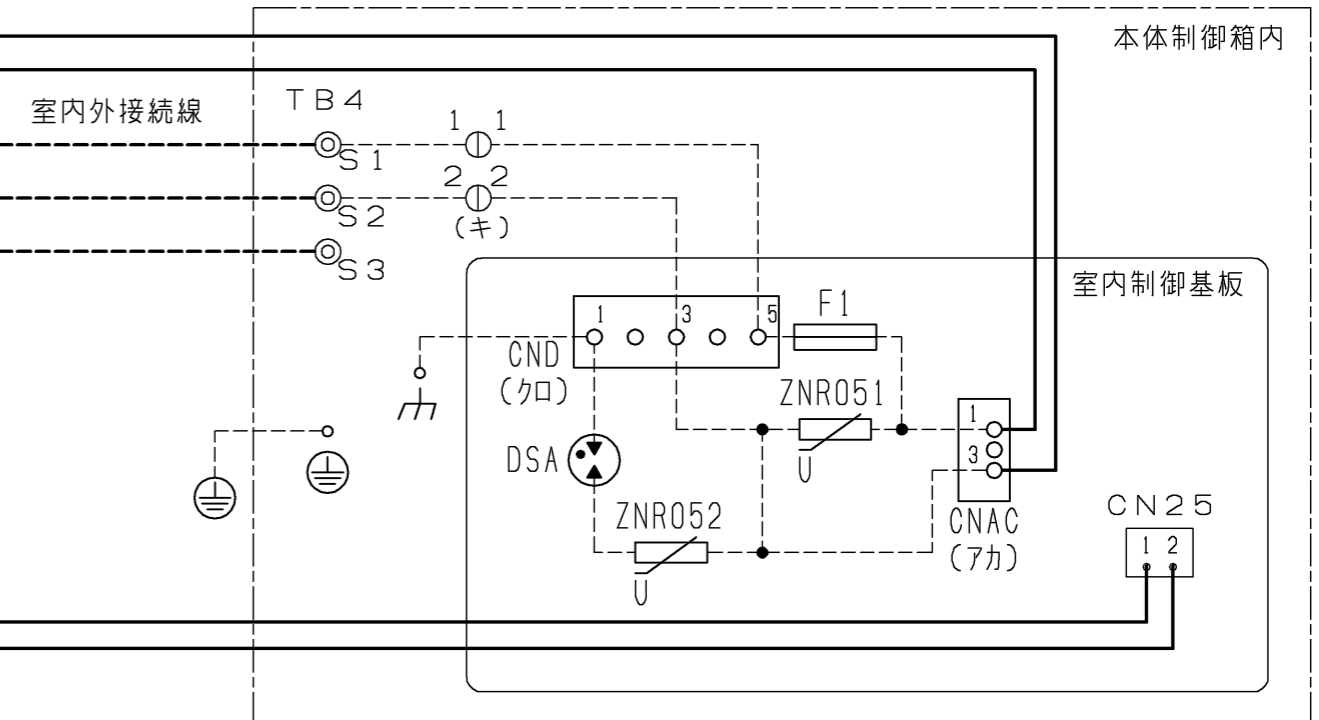 本体制御箱内
室内外接続線
TB4
1 1
S1
2 2
S2
(キ)
S3
室内制御基板
1 3 5
F1
CND
(クロ)
ZNR051
U
1
3
DSA
CNAC
(アカ)
ZNR052
U
CN25
1 2